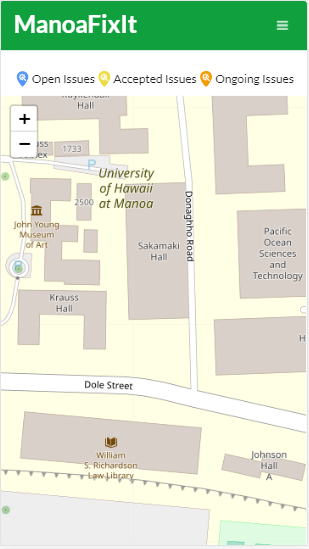 ManoaFixIt
Open Issues Accepted Issues Ongoing Issues
+
−
Hall
1733
P
2500
University
of Hawaii
at Manoa
John Young
Museum
of Art
Sakamaki
Hall
Donaghho Road
Pacific
Ocean
Sciences
and
Technology
Krauss
Hall
H
Dole Street
William
S. Richardson
Law Library
Johnson
Hall
A